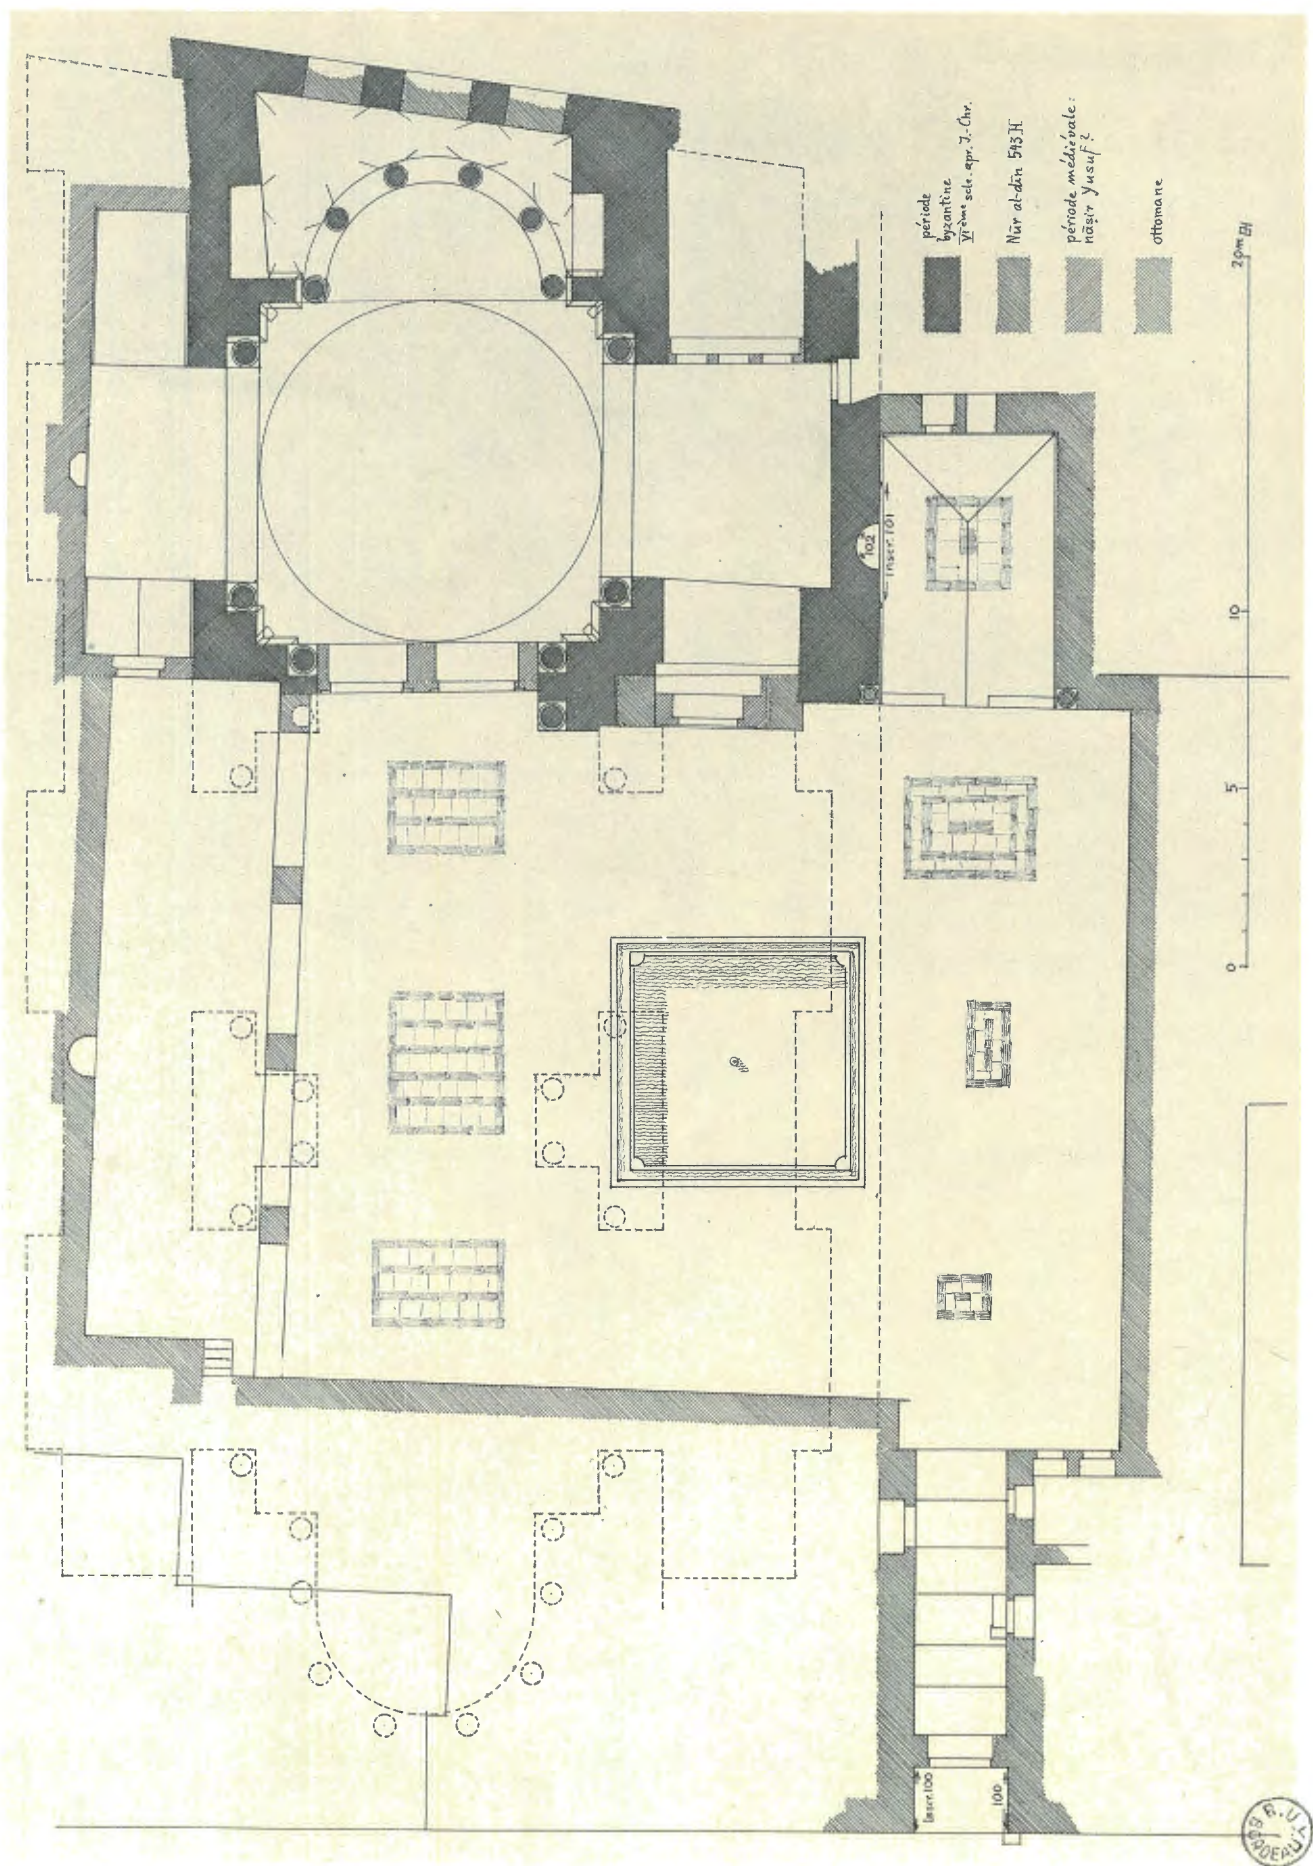 période
byzantine
VIème scle. apr. J.-Chr.
Nūr al-dīn 543 H
période médiévale:
nāṣir Yusuf?
ottomane
20m
10
5
0
102
Inscr. 101
Inscr. 100
100